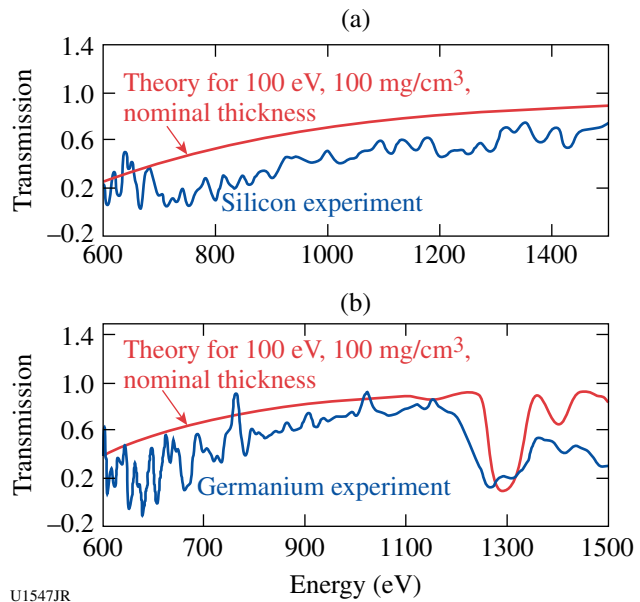 (a)
1.4
1.0
0.6
0.2
–0.2
Transmission
Theory for 100 eV, 100 mg/cm³,
nominal thickness
Silicon experiment
600 800 1000 1200 1400
(b)
1.4
1.0
0.6
0.2
–0.2
Transmission
Theory for 100 eV, 100 mg/cm³,
nominal thickness
Germanium experiment
600 700 900 1100 1300 1500
Energy (eV)
U1547JR